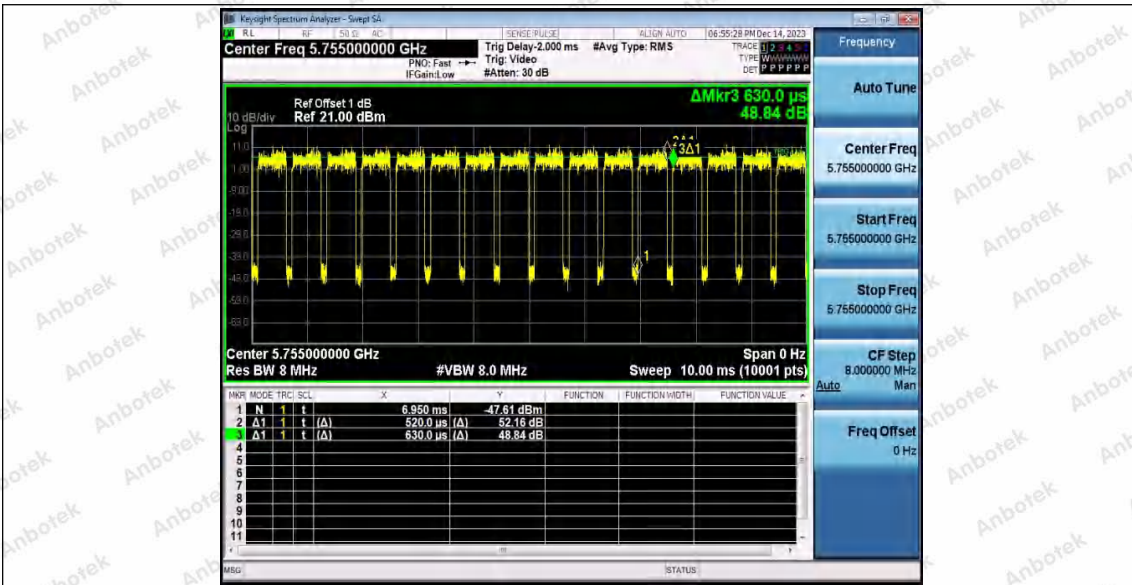 Keysight Spectrum Analyzer - Swept SA
RL RF 50 Ω AC SENSE:PULSE ALIGN AUTO 06:55:28 PM Dec 14, 2023
Center Freq 5.755000000 GHz
PNO: Fast
IFGain:Low
Trig Delay-2.000 ms
Trig: Video
#Atten: 30 dB
#Avg Type: RMS
TRACE 1 2 3 4 5
TYPE W
DET P P P P P P
Frequency
Auto Tune
Center Freq
5.755000000 GHz
Start Freq
5.755000000 GHz
Stop Freq
5.755000000 GHz
CF Step
8.000000 MHz
Auto Man
Freq Offset
0 Hz
ΔMkr3 630.0 µs
48.84 dB
Ref Offset 1 dB
10 dB/div Ref 21.00 dBm
Log
11.0
1.00
-9.00
-19.0
-29.0
-39.0
-49.0
-59.0
-69.0
3Δ1
1
Center 5.755000000 GHz Span 0 Hz
Res BW 8 MHz #VBW 8.0 MHz Sweep 10.00 ms (10001 pts)
MKR MODE TRC SCL X Y FUNCTION FUNCTION WIDTH FUNCTION VALUE
1 N 1 t 6.950 ms -47.61 dBm
2 Δ1 1 t (Δ) 520.0 µs (Δ) 52.16 dB
3 Δ1 1 t (Δ) 630.0 µs (Δ) 48.84 dB
4
5
6
7
8
9
10
11
MSG STATUS
Anbotek